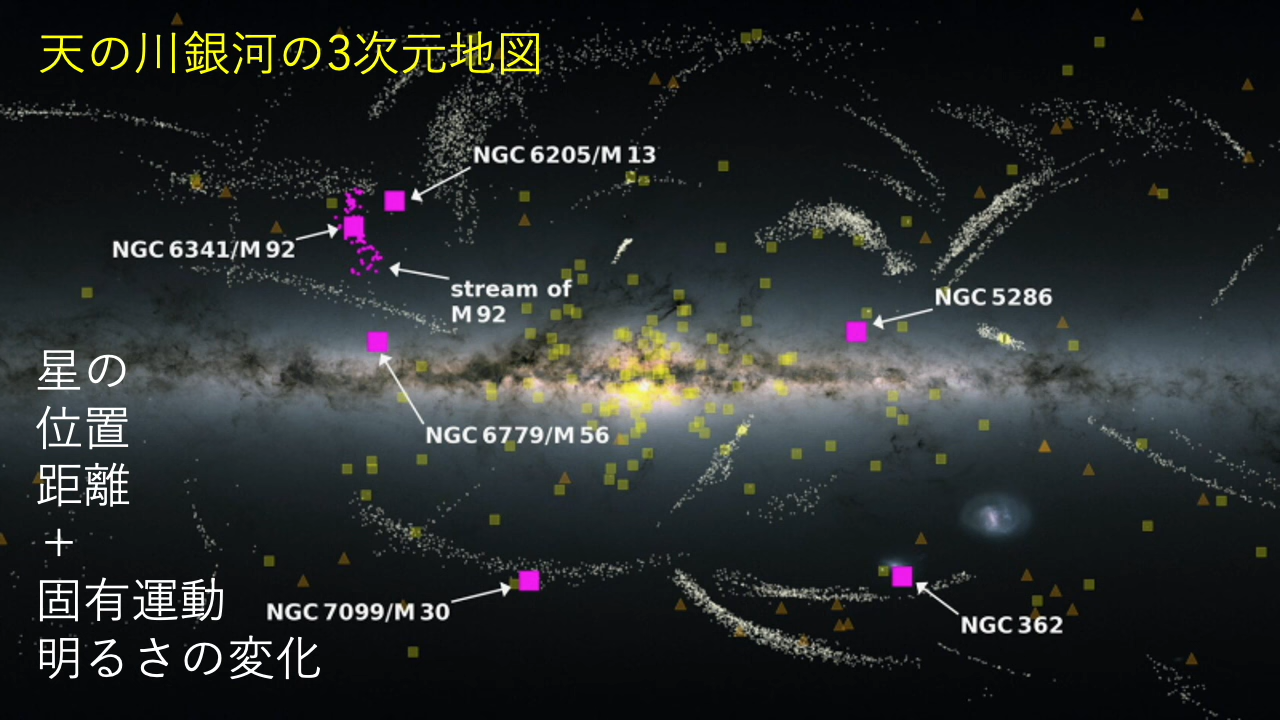 天の川銀河の3次元地図
NGC 6205/M 13
NGC 6341/M 92
stream of
M 92
NGC 5286
NGC 6779/M 56
星の
位置
距離
＋
固有運動
明るさの変化
NGC 7099/M 30
NGC 362